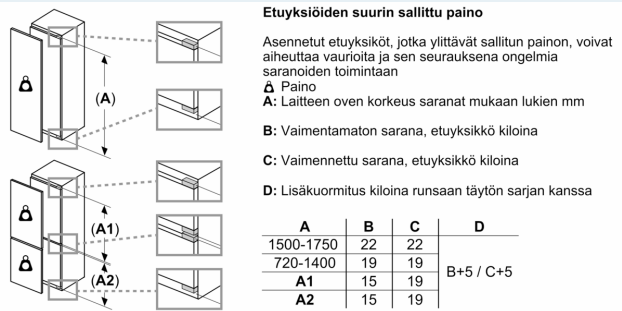 Etuyksiöiden suurin sallittu paino
Asennetut etuyksiköt, jotka ylittävät sallitun painon, voivat
aiheuttaa vaurioita ja sen seurauksena ongelmia
saranoiden toimintaan
Paino
A: Laitteen oven korkeus saranat mukaan lukien mm
B: Vaimentamaton sarana, etuyksikkö kiloina
C: Vaimennettu sarana, etuyksikkö kiloina
D: Lisäkuormitus kiloina runsaan täytön sarjan kanssa
(A)
(A1)
(A2)
A B C D
1500-1750 22 22
720-1400 19 19
A1 15 19
A2 15 19
B+5 / C+5